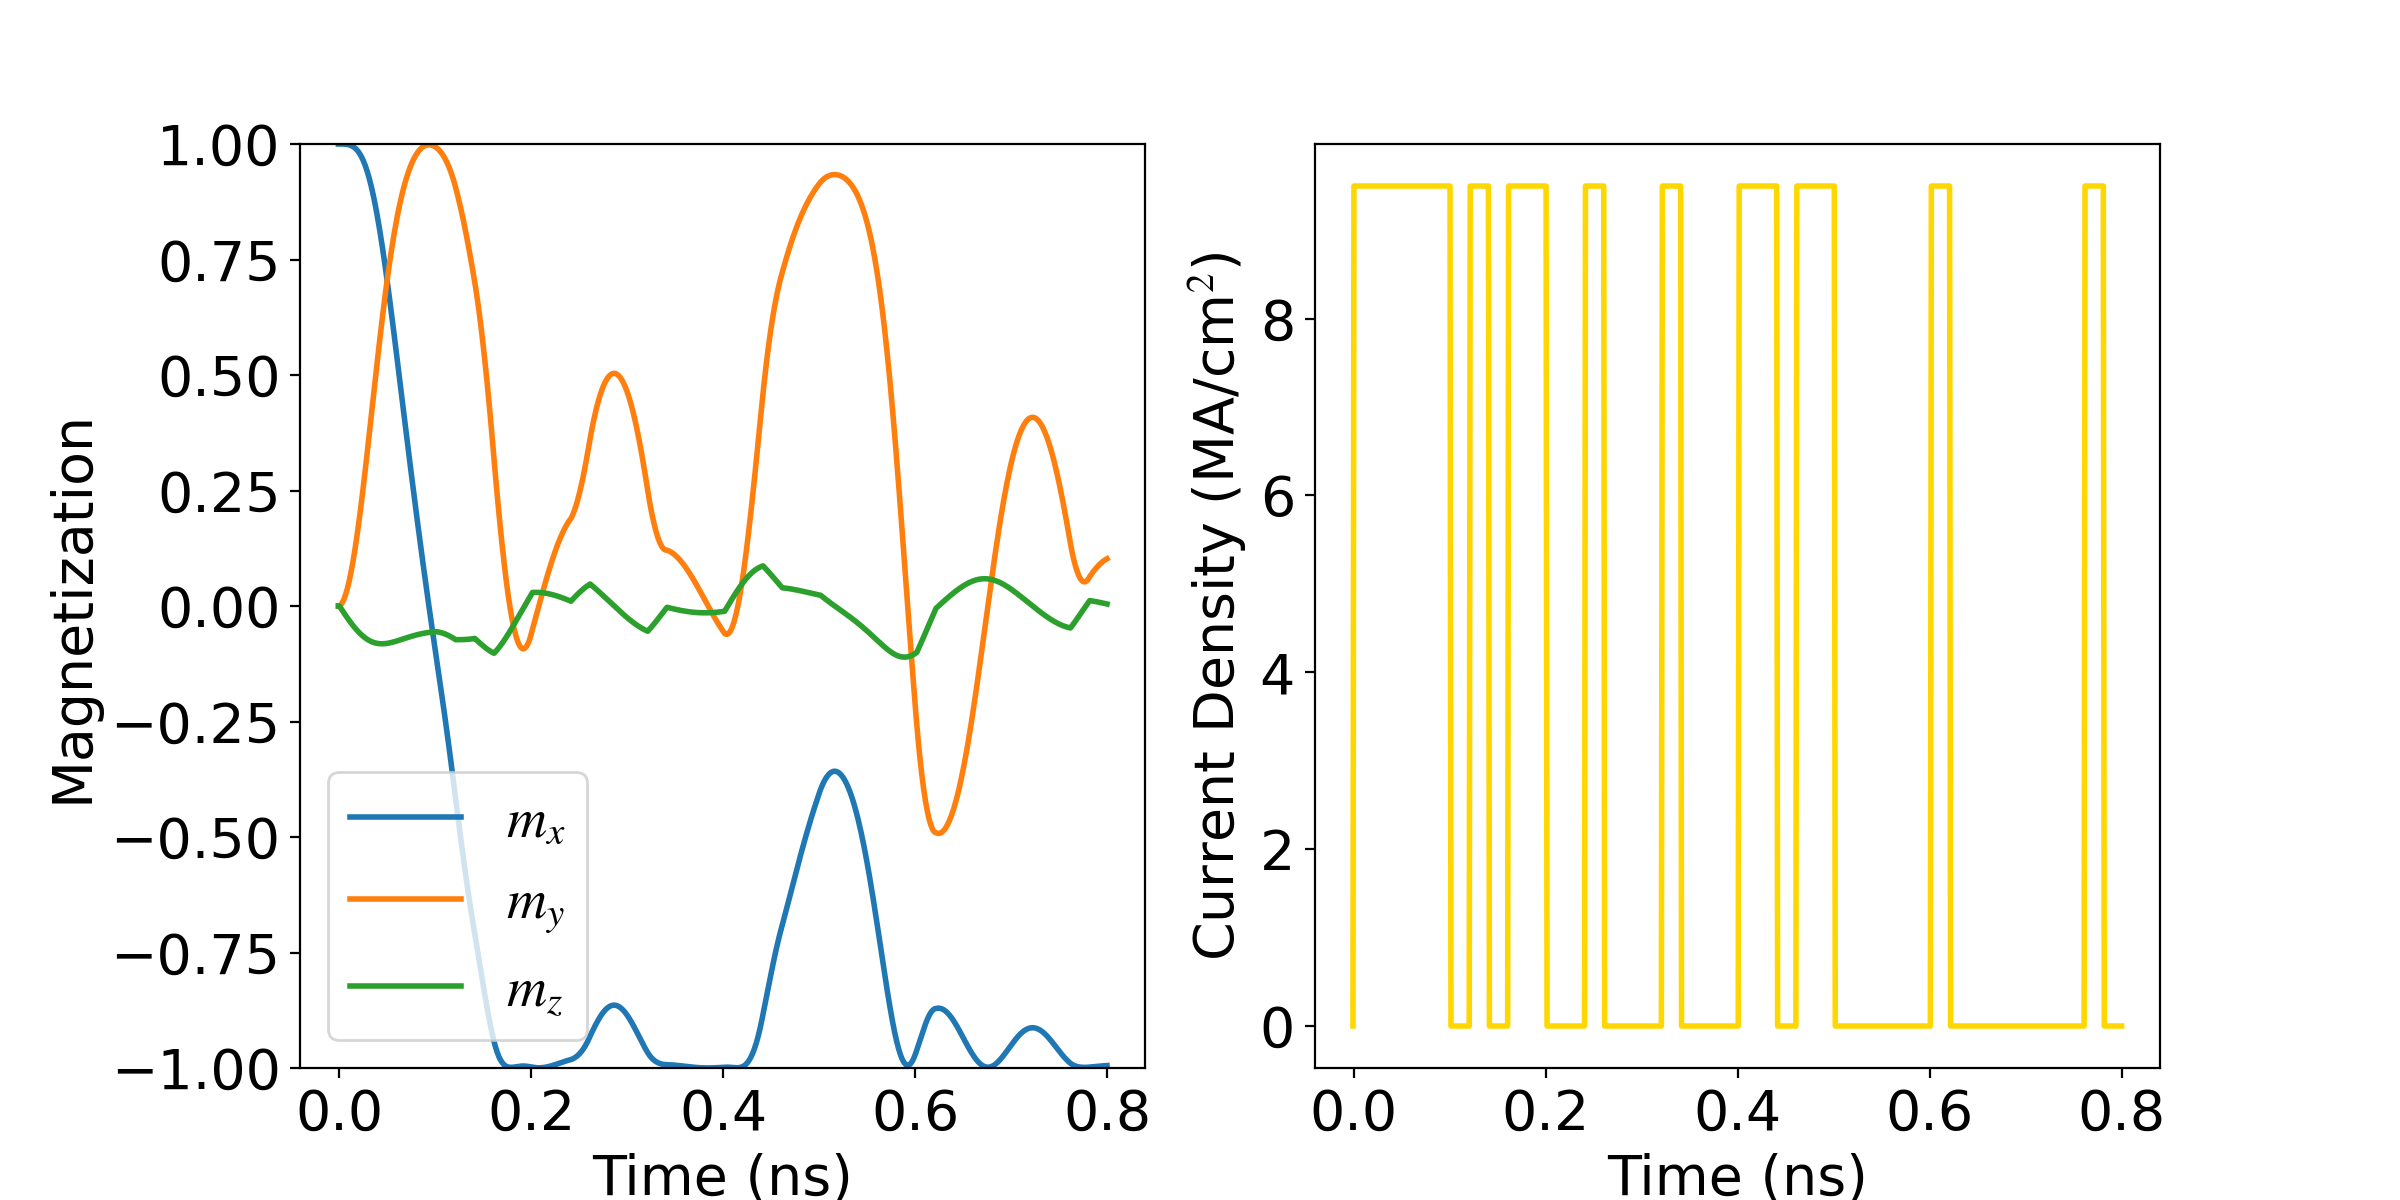 Magnetization
1.00
0.75
0.50
0.25
0.00
−0.25
−0.50
−0.75
−1.00
m_x
m_y
m_z
0.0 0.2 0.4 0.6 0.8
Time (ns)
Current Density (MA/cm²)
8
6
4
2
0
0.0 0.2 0.4 0.6 0.8
Time (ns)